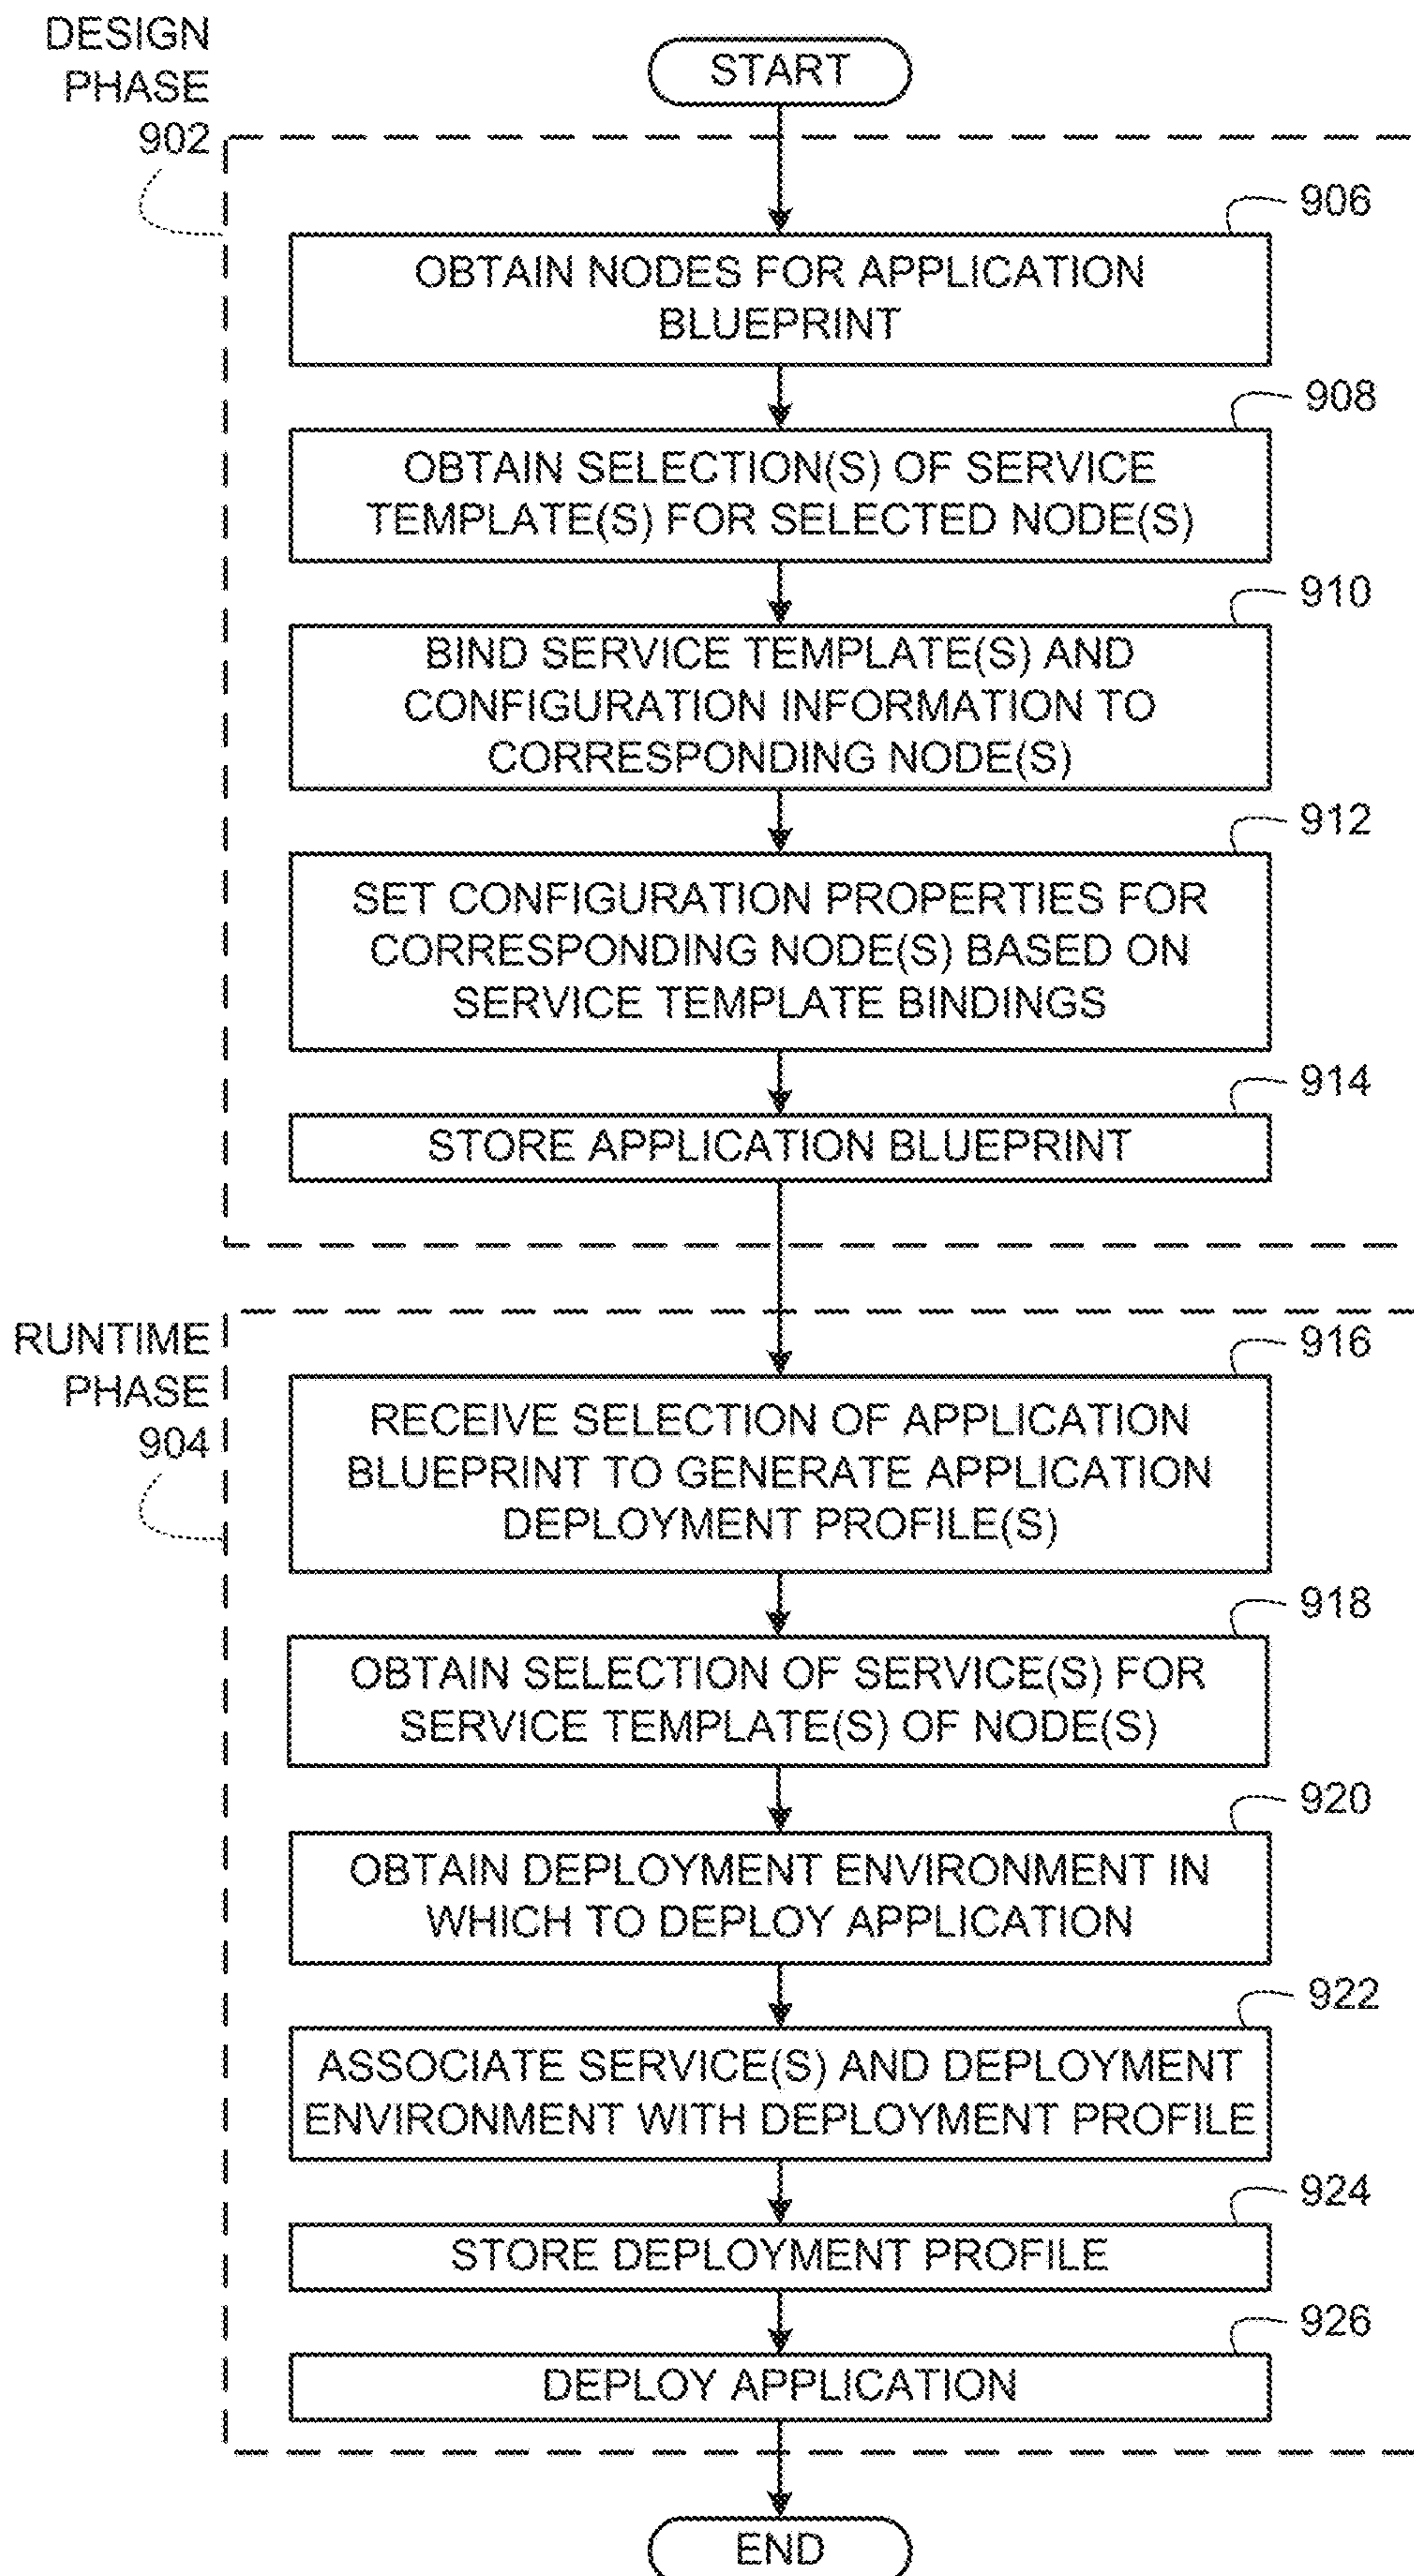 DESIGN
PHASE
902
START
906
OBTAIN NODES FOR APPLICATION
BLUEPRINT
908
OBTAIN SELECTION(S) OF SERVICE
TEMPLATE(S) FOR SELECTED NODE(S)
910
BIND SERVICE TEMPLATE(S) AND
CONFIGURATION INFORMATION TO
CORRESPONDING NODE(S)
912
SET CONFIGURATION PROPERTIES FOR
CORRESPONDING NODE(S) BASED ON
SERVICE TEMPLATE BINDINGS
914
STORE APPLICATION BLUEPRINT
RUNTIME
PHASE
904
916
RECEIVE SELECTION OF APPLICATION
BLUEPRINT TO GENERATE APPLICATION
DEPLOYMENT PROFILE(S)
918
OBTAIN SELECTION OF SERVICE(S) FOR
SERVICE TEMPLATE(S) OF NODE(S)
920
OBTAIN DEPLOYMENT ENVIRONMENT IN
WHICH TO DEPLOY APPLICATION
922
ASSOCIATE SERVICE(S) AND DEPLOYMENT
ENVIRONMENT WITH DEPLOYMENT PROFILE
924
STORE DEPLOYMENT PROFILE
926
DEPLOY APPLICATION
END